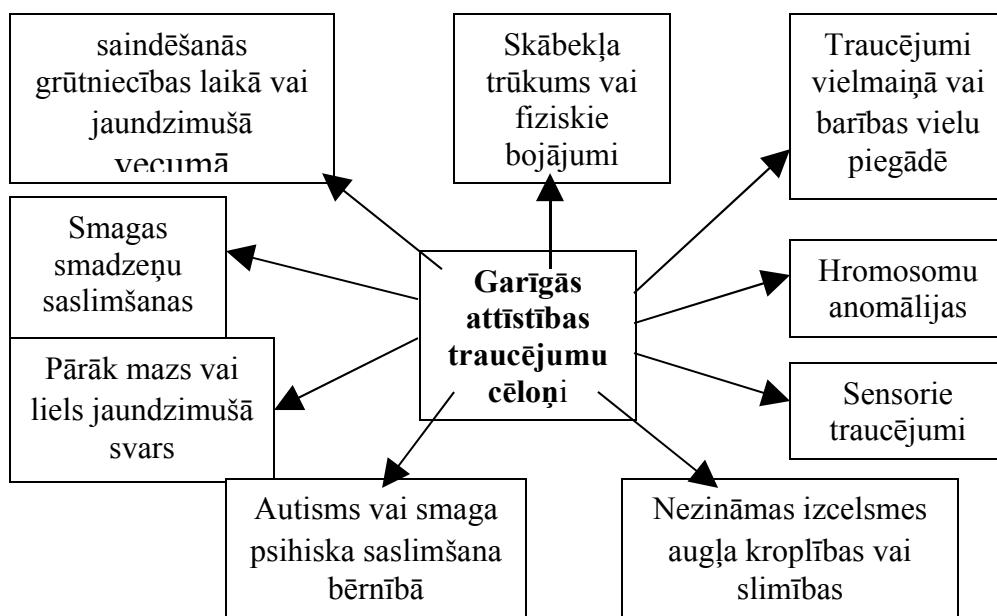 saindēšanās
grūtniecības laikā vai
jaundzimušā
vecumā
Skābekļa
trūkums vai
fiziskie
bojājumi
Traucējumi
vielmaiņā vai
barības vielu
piegādē
Smagas
smadzeņu
saslimšanas
Garīgās
attīstības
traucējumu
cēloņi
Hromosomu
anomālijas
Pārāk mazs vai
liels jaundzimušā
svars
Sensorie
traucējumi
Autisms vai smaga
psihiska saslimšana
bērnībā
Nezināmas izcelsmes
augļa kroplības vai
slimības